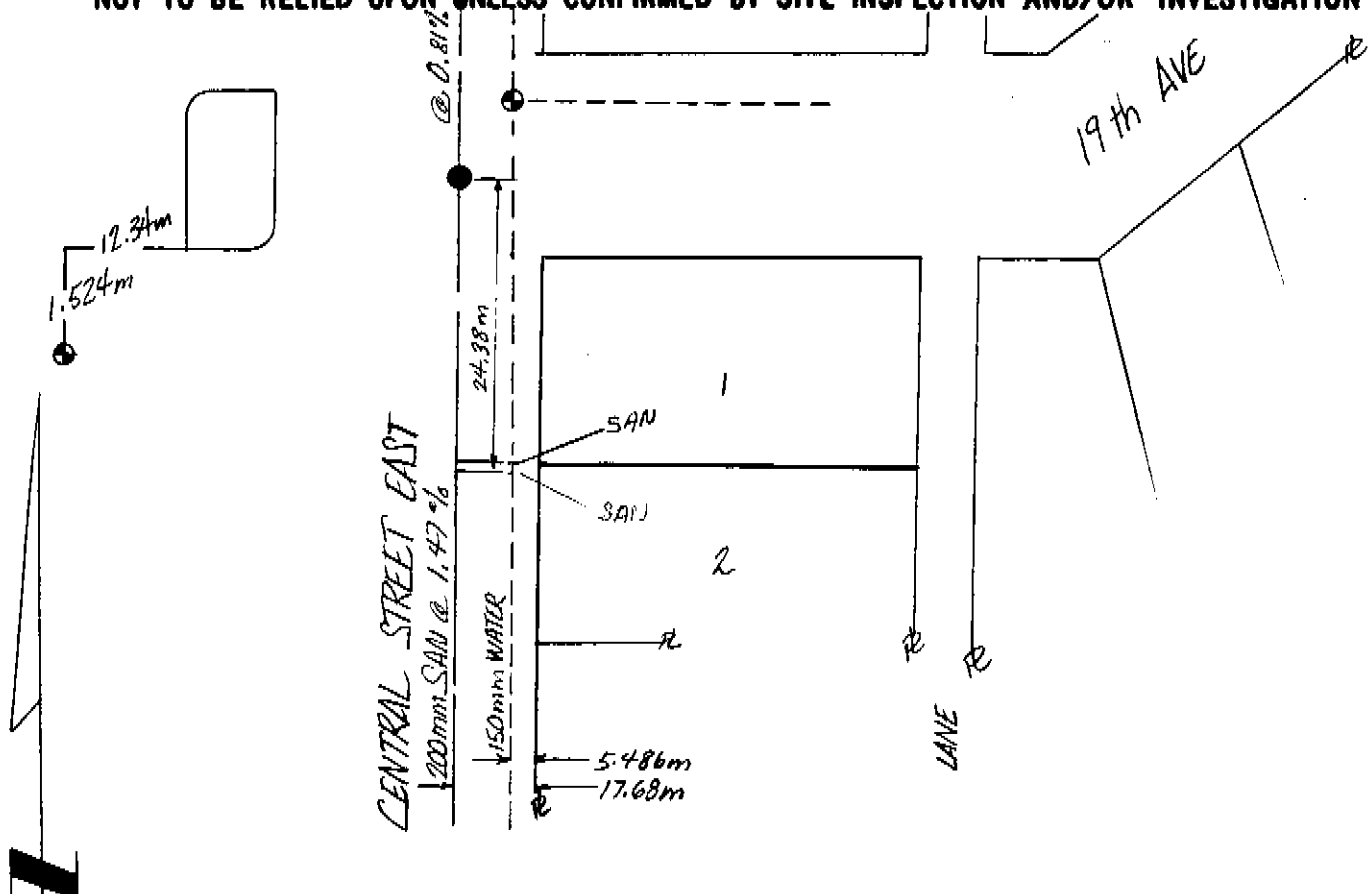 NOT TO BE RELIED UPON UNLESS CONFIRMED BY SITE INSPECTION AND/OR INVESTIGATION
@ 0.81%
19th AVE
12.34m
1.524m
24.38m
1
SAN
SAN
2
CENTRAL STREET EAST
200mm SAN @ 1.47 %
150mm WATER
5.486m
17.68m
LANE